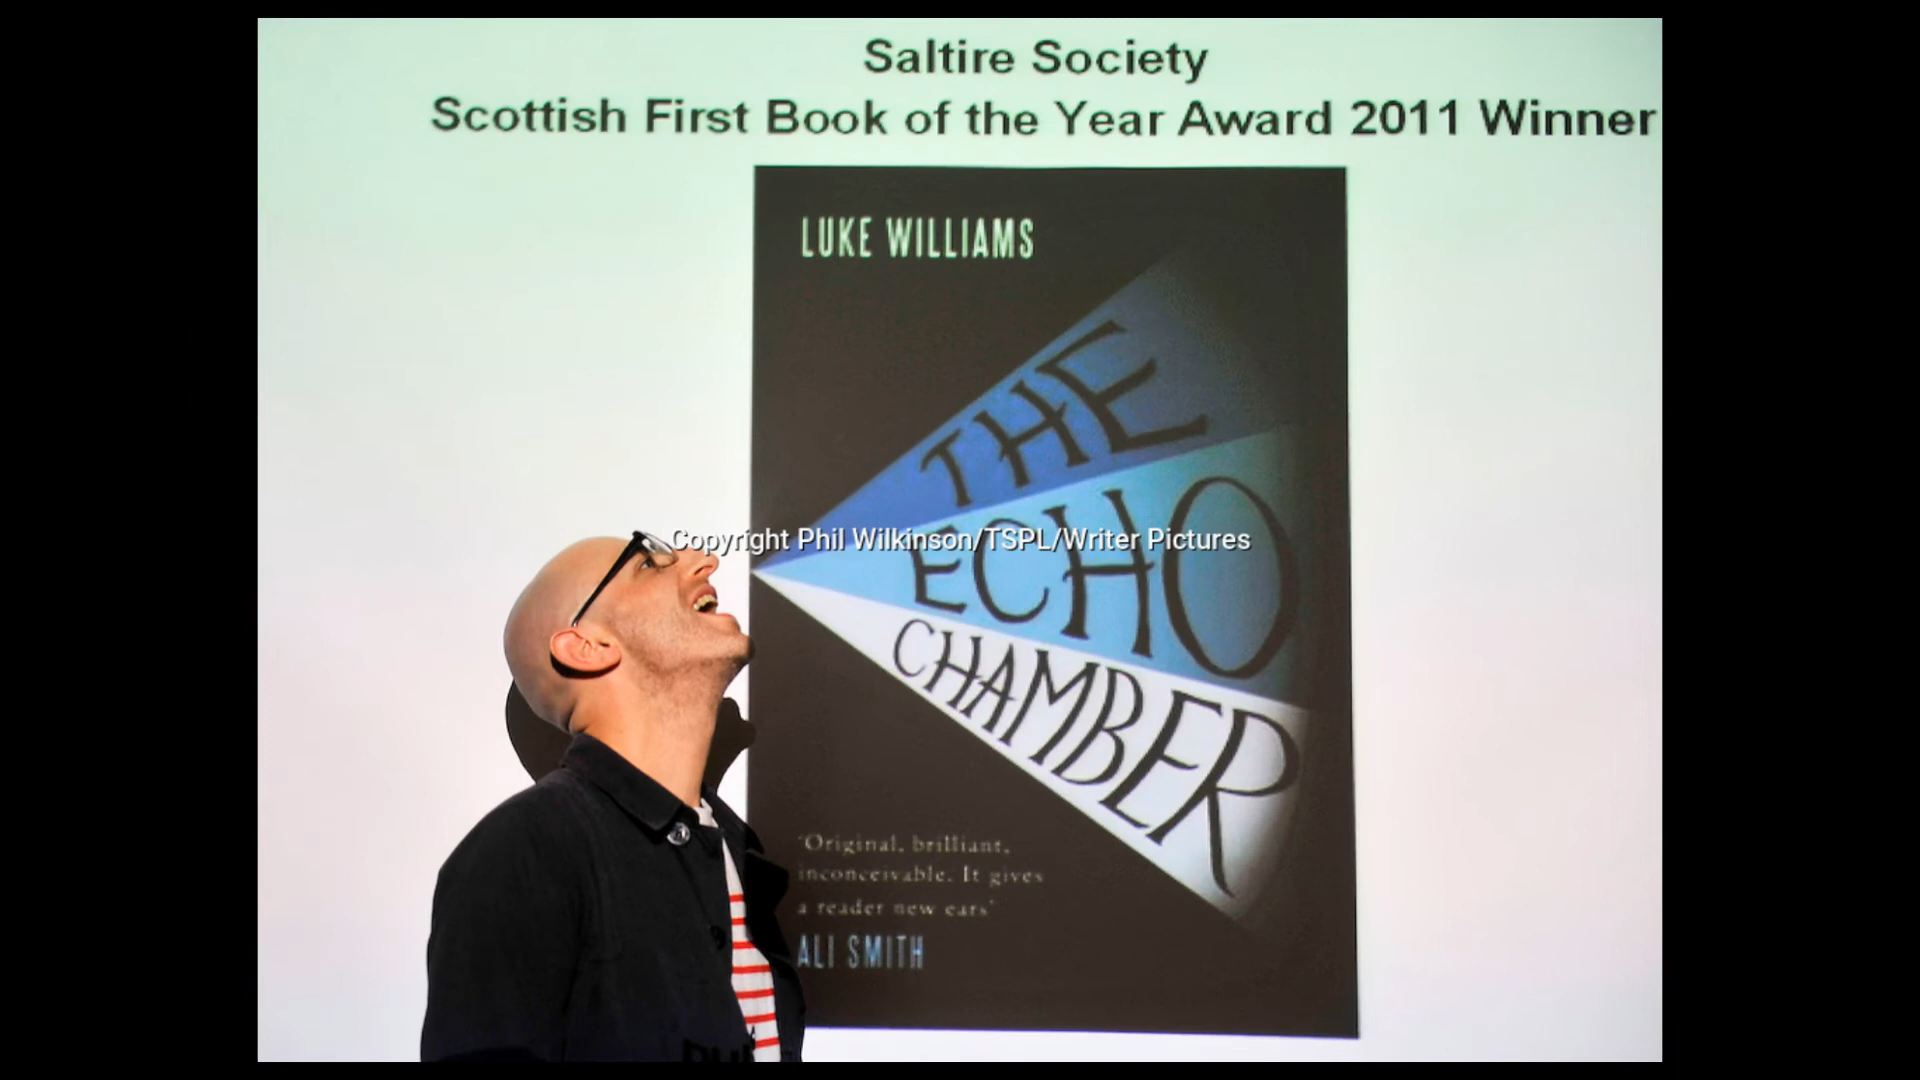 Saltire Society
Scottish First Book of the Year Award 2011 Winner
LUKE WILLIAMS
THE
ECHO
CHAMBER
Copyright Phil Wilkinson/TSPL/Writer Pictures
'Original, brilliant,
inconceivable. It gives
a reader new ears'
ALI SMITH